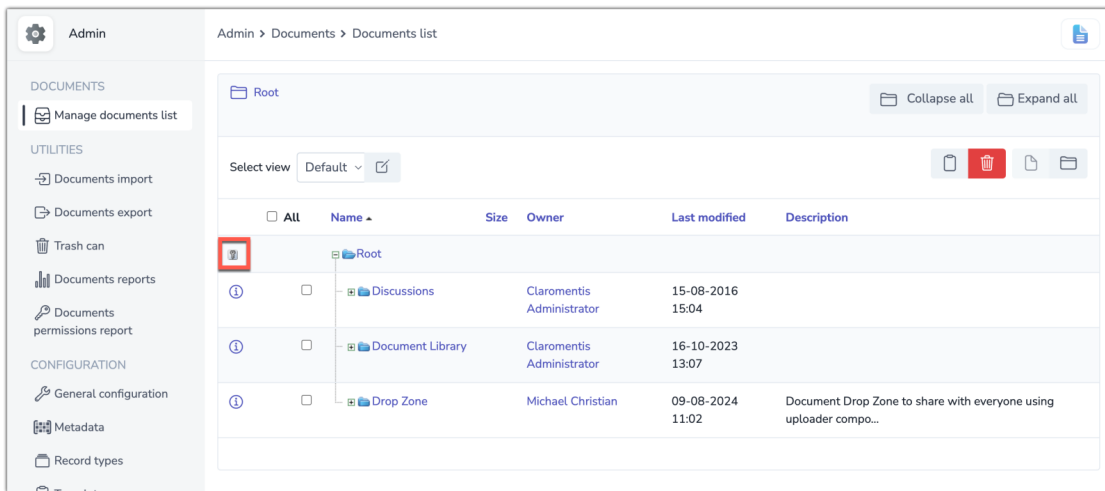 Admin
Admin > Documents > Documents list
DOCUMENTS
Manage documents list
UTILITIES
Documents import
Documents export
Trash can
Documents reports
Documents
permissions report
CONFIGURATION
General configuration
Metadata
Record types
Root
Collapse all
Expand all
Select view Default
All Name Size Owner Last modified Description
Root
Discussions Claromentis 15-08-2016
Administrator 15:04
Document Library Claromentis 16-10-2023
Administrator 13:07
Drop Zone Michael Christian 09-08-2024 Document Drop Zone to share with everyone using
11:02 uploader compo...